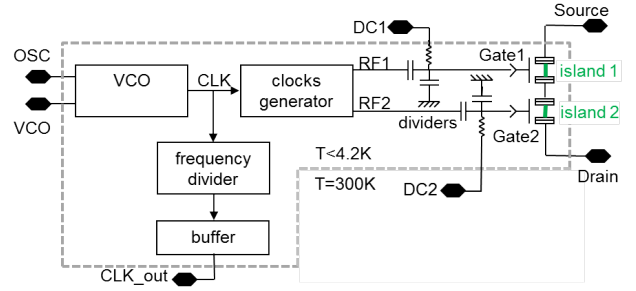 Source
DC1
OSC
Gate1
VCO
CLK
clocks
generator
RF1
island 1
VCO
RF2
dividers
island 2
Gate2
frequency
divider
T<4.2K
T=300K
DC2
Drain
buffer
CLK_out